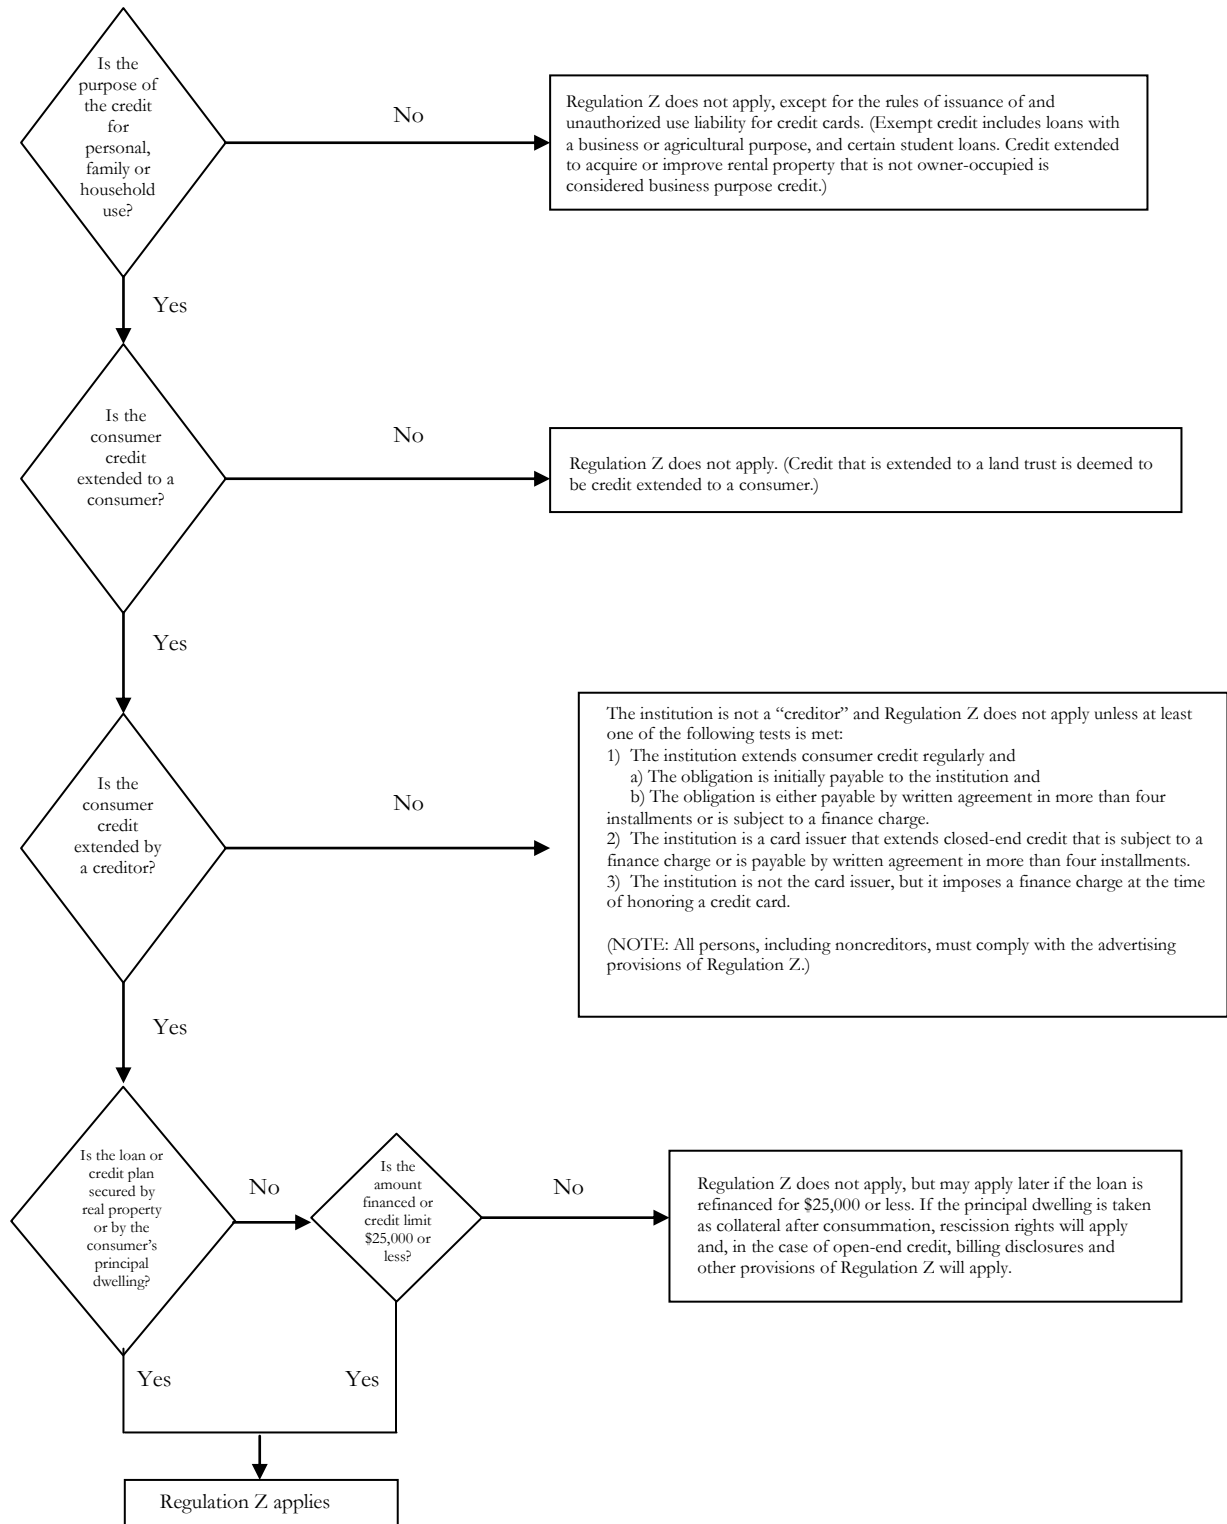 Is the
purpose of
the credit
for
personal,
family or
household
use?
No
Regulation Z does not apply, except for the rules of issuance of and
unauthorized use liability for credit cards. (Exempt credit includes loans with
a business or agricultural purpose, and certain student loans. Credit extended
to acquire or improve rental property that is not owner-occupied is
considered business purpose credit.)
Yes
Is the
consumer
credit
extended to a
consumer?
No
Regulation Z does not apply. (Credit that is extended to a land trust is deemed to
be credit extended to a consumer.)
Yes
Is the
consumer
credit
extended by
a creditor?
No
The institution is not a “creditor” and Regulation Z does not apply unless at least
one of the following tests is met:
1) The institution extends consumer credit regularly and
a) The obligation is initially payable to the institution and
b) The obligation is either payable by written agreement in more than four
installments or is subject to a finance charge.
2) The institution is a card issuer that extends closed-end credit that is subject to a
finance charge or is payable by written agreement in more than four installments.
3) The institution is not the card issuer, but it imposes a finance charge at the time
of honoring a credit card.
(NOTE: All persons, including noncreditors, must comply with the advertising
provisions of Regulation Z.)
Yes
Is the loan or
credit plan
secured by
real property
or by the
consumer’s
principal
dwelling?
No
Is the
amount
financed or
credit limit
$25,000 or
less?
No
Regulation Z does not apply, but may apply later if the loan is
refinanced for $25,000 or less. If the principal dwelling is taken
as collateral after consummation, rescission rights will apply
and, in the case of open-end credit, billing disclosures and
other provisions of Regulation Z will apply.
Yes
Yes
Regulation Z applies